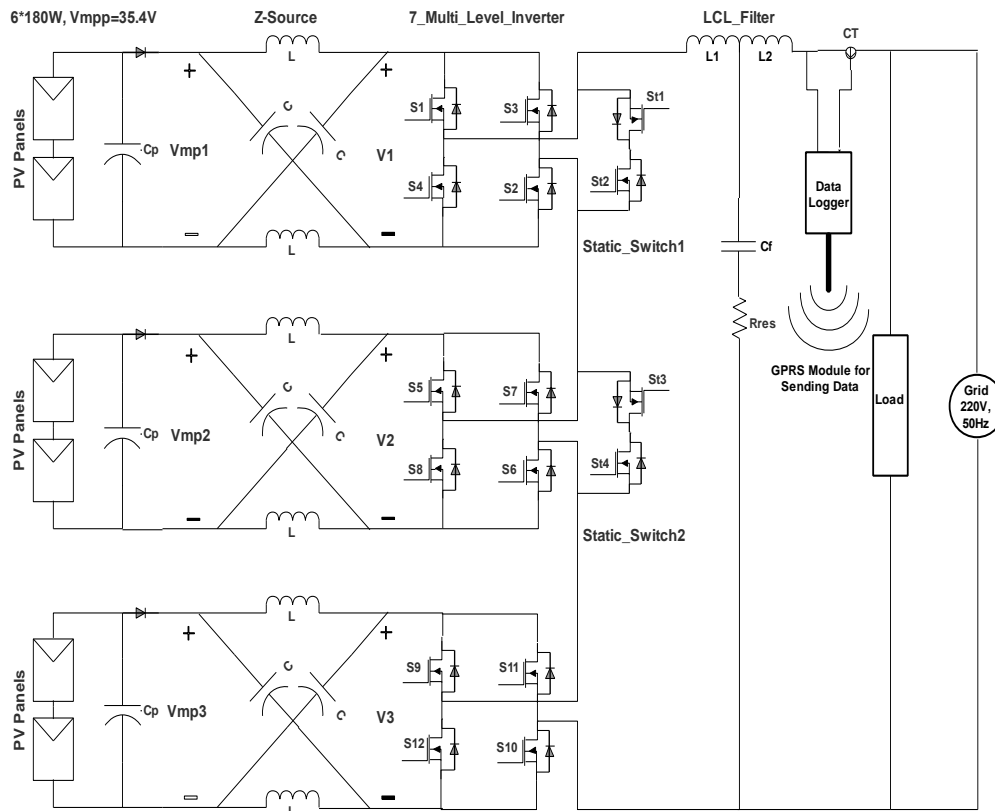 6*180W, Vmpp=35.4V
Z-Source
7_Multi_Level_Inverter
LCL_Filter
CT
L
L1
L2
PV Panels
+
+
Cp
Vmp1
C
C
V1
S1
S3
St1
S4
S2
St2
Data
Logger
L
Static_Switch1
Cf
Rres
GPRS Module for
Sending Data
L
PV Panels
+
+
Cp
Vmp2
C
C
V2
S5
S7
St3
S8
S6
St4
Load
Grid
220V,
50Hz
L
Static_Switch2
L
PV Panels
+
+
Cp
Vmp3
C
C
V3
S9
S11
S12
S10
L